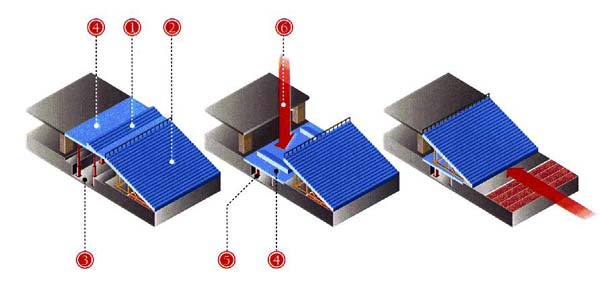 ④ ① ② ⑥
③ ⑤ ④